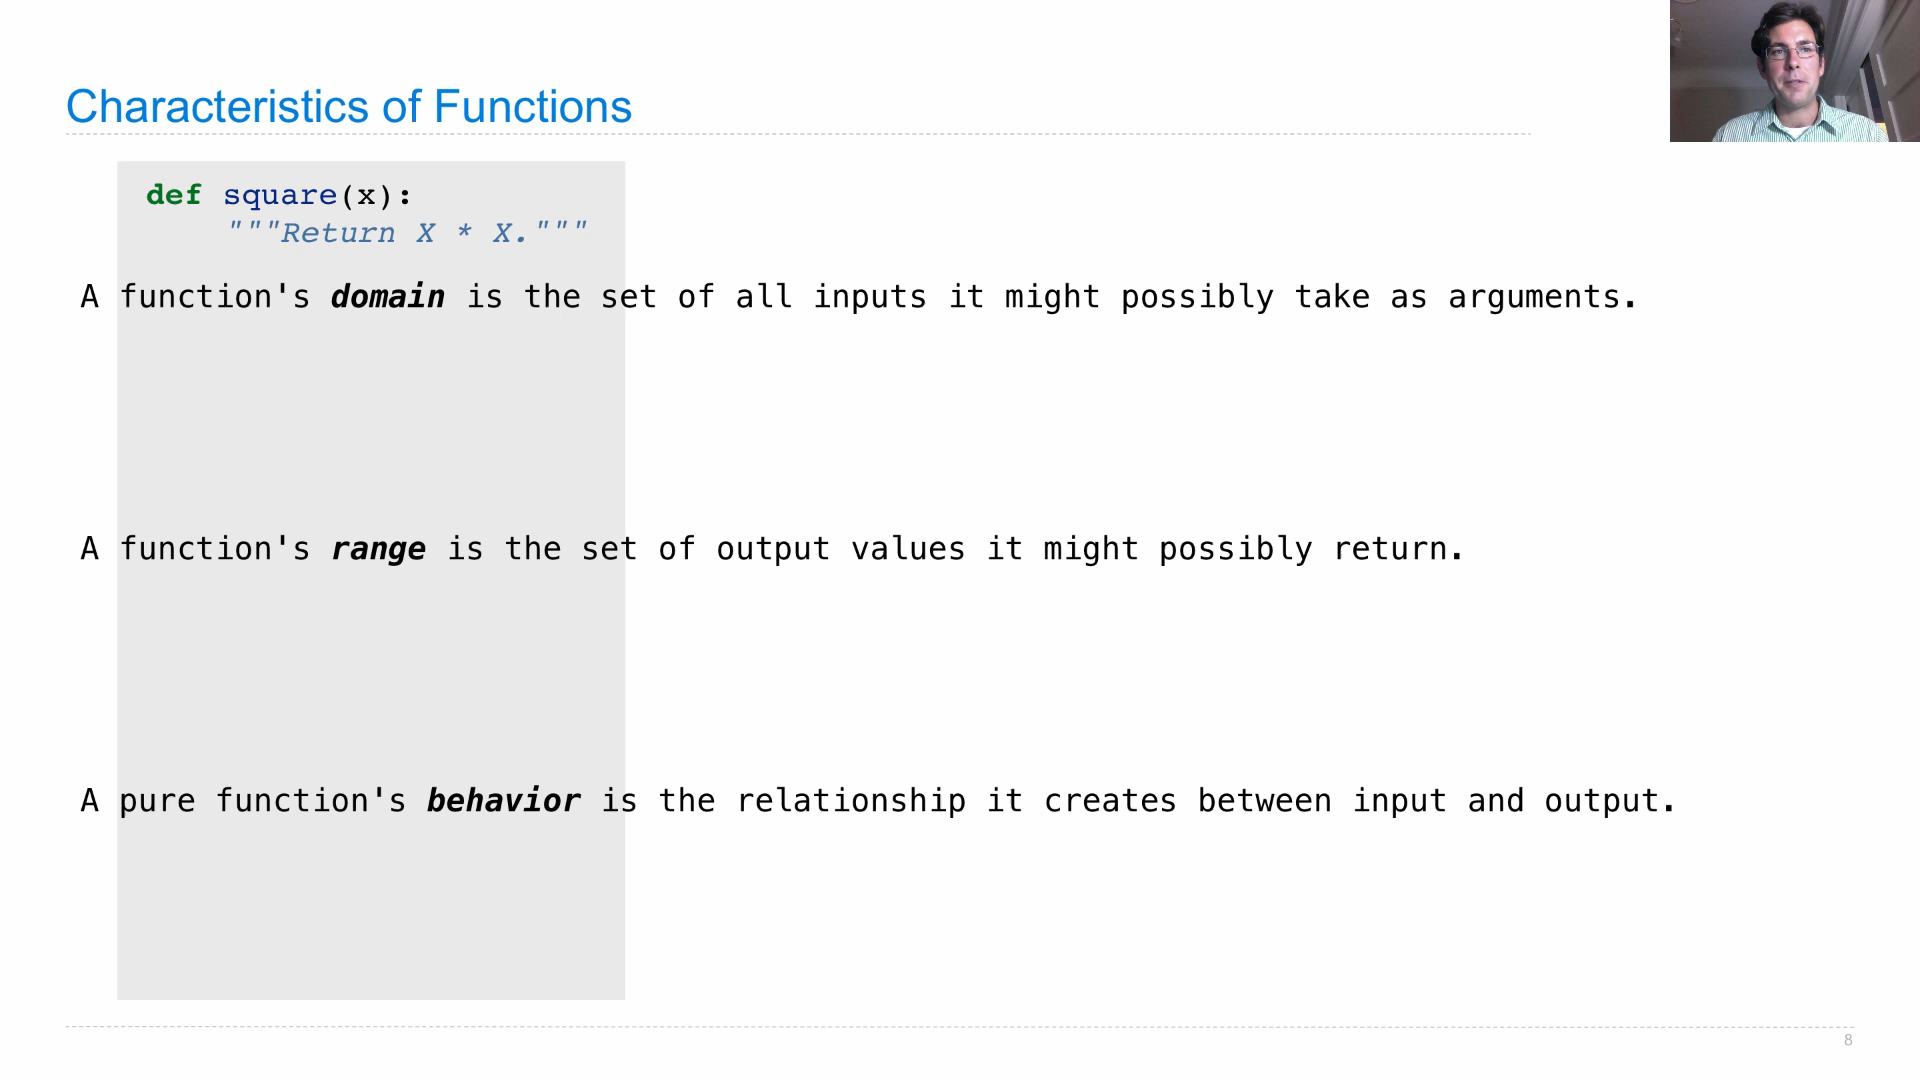 Characteristics of Functions
def square(x):
"""Return X * X."""
A function's domain is the set of all inputs it might possibly take as arguments.
A function's range is the set of output values it might possibly return.
A pure function's behavior is the relationship it creates between input and output.
8